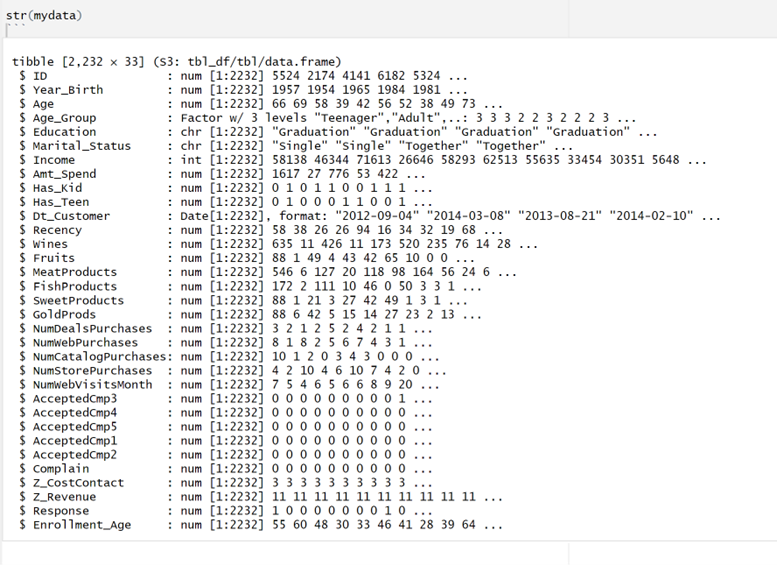 str(mydata)
```
tibble [2,232 × 33] (S3: tbl_df/tbl/data.frame)
 $ ID                 : num [1:2232] 5524 2174 4141 6182 5324 ...
 $ Year_Birth         : num [1:2232] 1957 1954 1965 1984 1981 ...
 $ Age                : num [1:2232] 66 69 58 39 42 56 52 38 49 73 ...
 $ Age_Group          : Factor w/ 3 levels "Teenager","Adult",..: 3 3 3 2 2 3 2 2 2 3 ...
 $ Education          : chr [1:2232] "Graduation" "Graduation" "Graduation" "Graduation" ...
 $ Marital_Status     : chr [1:2232] "Single" "Single" "Together" "Together" ...
 $ Income             : int [1:2232] 58138 46344 71613 26646 58293 62513 55635 33454 30351 5648 ...
 $ Amt_Spend          : num [1:2232] 1617 27 776 53 422 ...
 $ Has_Kid            : num [1:2232] 0 1 0 1 1 0 0 1 1 1 ...
 $ Has_Teen           : num [1:2232] 0 1 0 0 0 1 1 0 0 1 ...
 $ Dt_Customer        : Date[1:2232], format: "2012-09-04" "2014-03-08" "2013-08-21" "2014-02-10" ...
 $ Recency            : num [1:2232] 58 38 26 26 94 16 34 32 19 68 ...
 $ Wines              : num [1:2232] 635 11 426 11 173 520 235 76 14 28 ...
 $ Fruits             : num [1:2232] 88 1 49 4 43 42 65 10 0 0 ...
 $ MeatProducts       : num [1:2232] 546 6 127 20 118 98 164 56 24 6 ...
 $ FishProducts       : num [1:2232] 172 2 111 10 46 0 50 3 3 1 ...
 $ SweetProducts      : num [1:2232] 88 1 21 3 27 42 49 1 3 1 ...
 $ GoldProds          : num [1:2232] 88 6 42 5 15 14 27 23 2 13 ...
 $ NumDealsPurchases  : num [1:2232] 3 2 1 2 5 2 4 2 1 1 ...
 $ NumWebPurchases    : num [1:2232] 8 1 8 2 5 6 7 4 3 1 ...
 $ NumCatalogPurchases: num [1:2232] 10 1 2 0 3 4 3 0 0 0 ...
 $ NumStorePurchases  : num [1:2232] 4 2 10 4 6 10 7 4 2 0 ...
 $ NumWebVisitsMonth  : num [1:2232] 7 5 4 6 5 6 6 8 9 20 ...
 $ AcceptedCmp3       : num [1:2232] 0 0 0 0 0 0 0 0 0 1 ...
 $ AcceptedCmp4       : num [1:2232] 0 0 0 0 0 0 0 0 0 0 ...
 $ AcceptedCmp5       : num [1:2232] 0 0 0 0 0 0 0 0 0 0 ...
 $ AcceptedCmp1       : num [1:2232] 0 0 0 0 0 0 0 0 0 0 ...
 $ AcceptedCmp2       : num [1:2232] 0 0 0 0 0 0 0 0 0 0 ...
 $ Complain           : num [1:2232] 0 0 0 0 0 0 0 0 0 0 ...
 $ Z_CostContact      : num [1:2232] 3 3 3 3 3 3 3 3 3 3 ...
 $ Z_Revenue          : num [1:2232] 11 11 11 11 11 11 11 11 11 11 ...
 $ Response           : num [1:2232] 1 0 0 0 0 0 0 0 1 0 ...
 $ Enrollment_Age     : num [1:2232] 55 60 48 30 33 46 41 28 39 64 ...